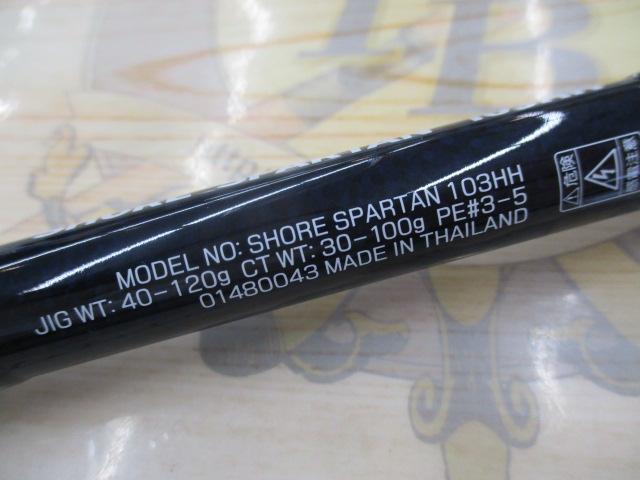 MODEL NO: SHORE SPARTAN 103HH
JIG WT: 40-120g CT WT: 30-100g PE#3-5
01480043 MADE IN THAILAND
危険
TB